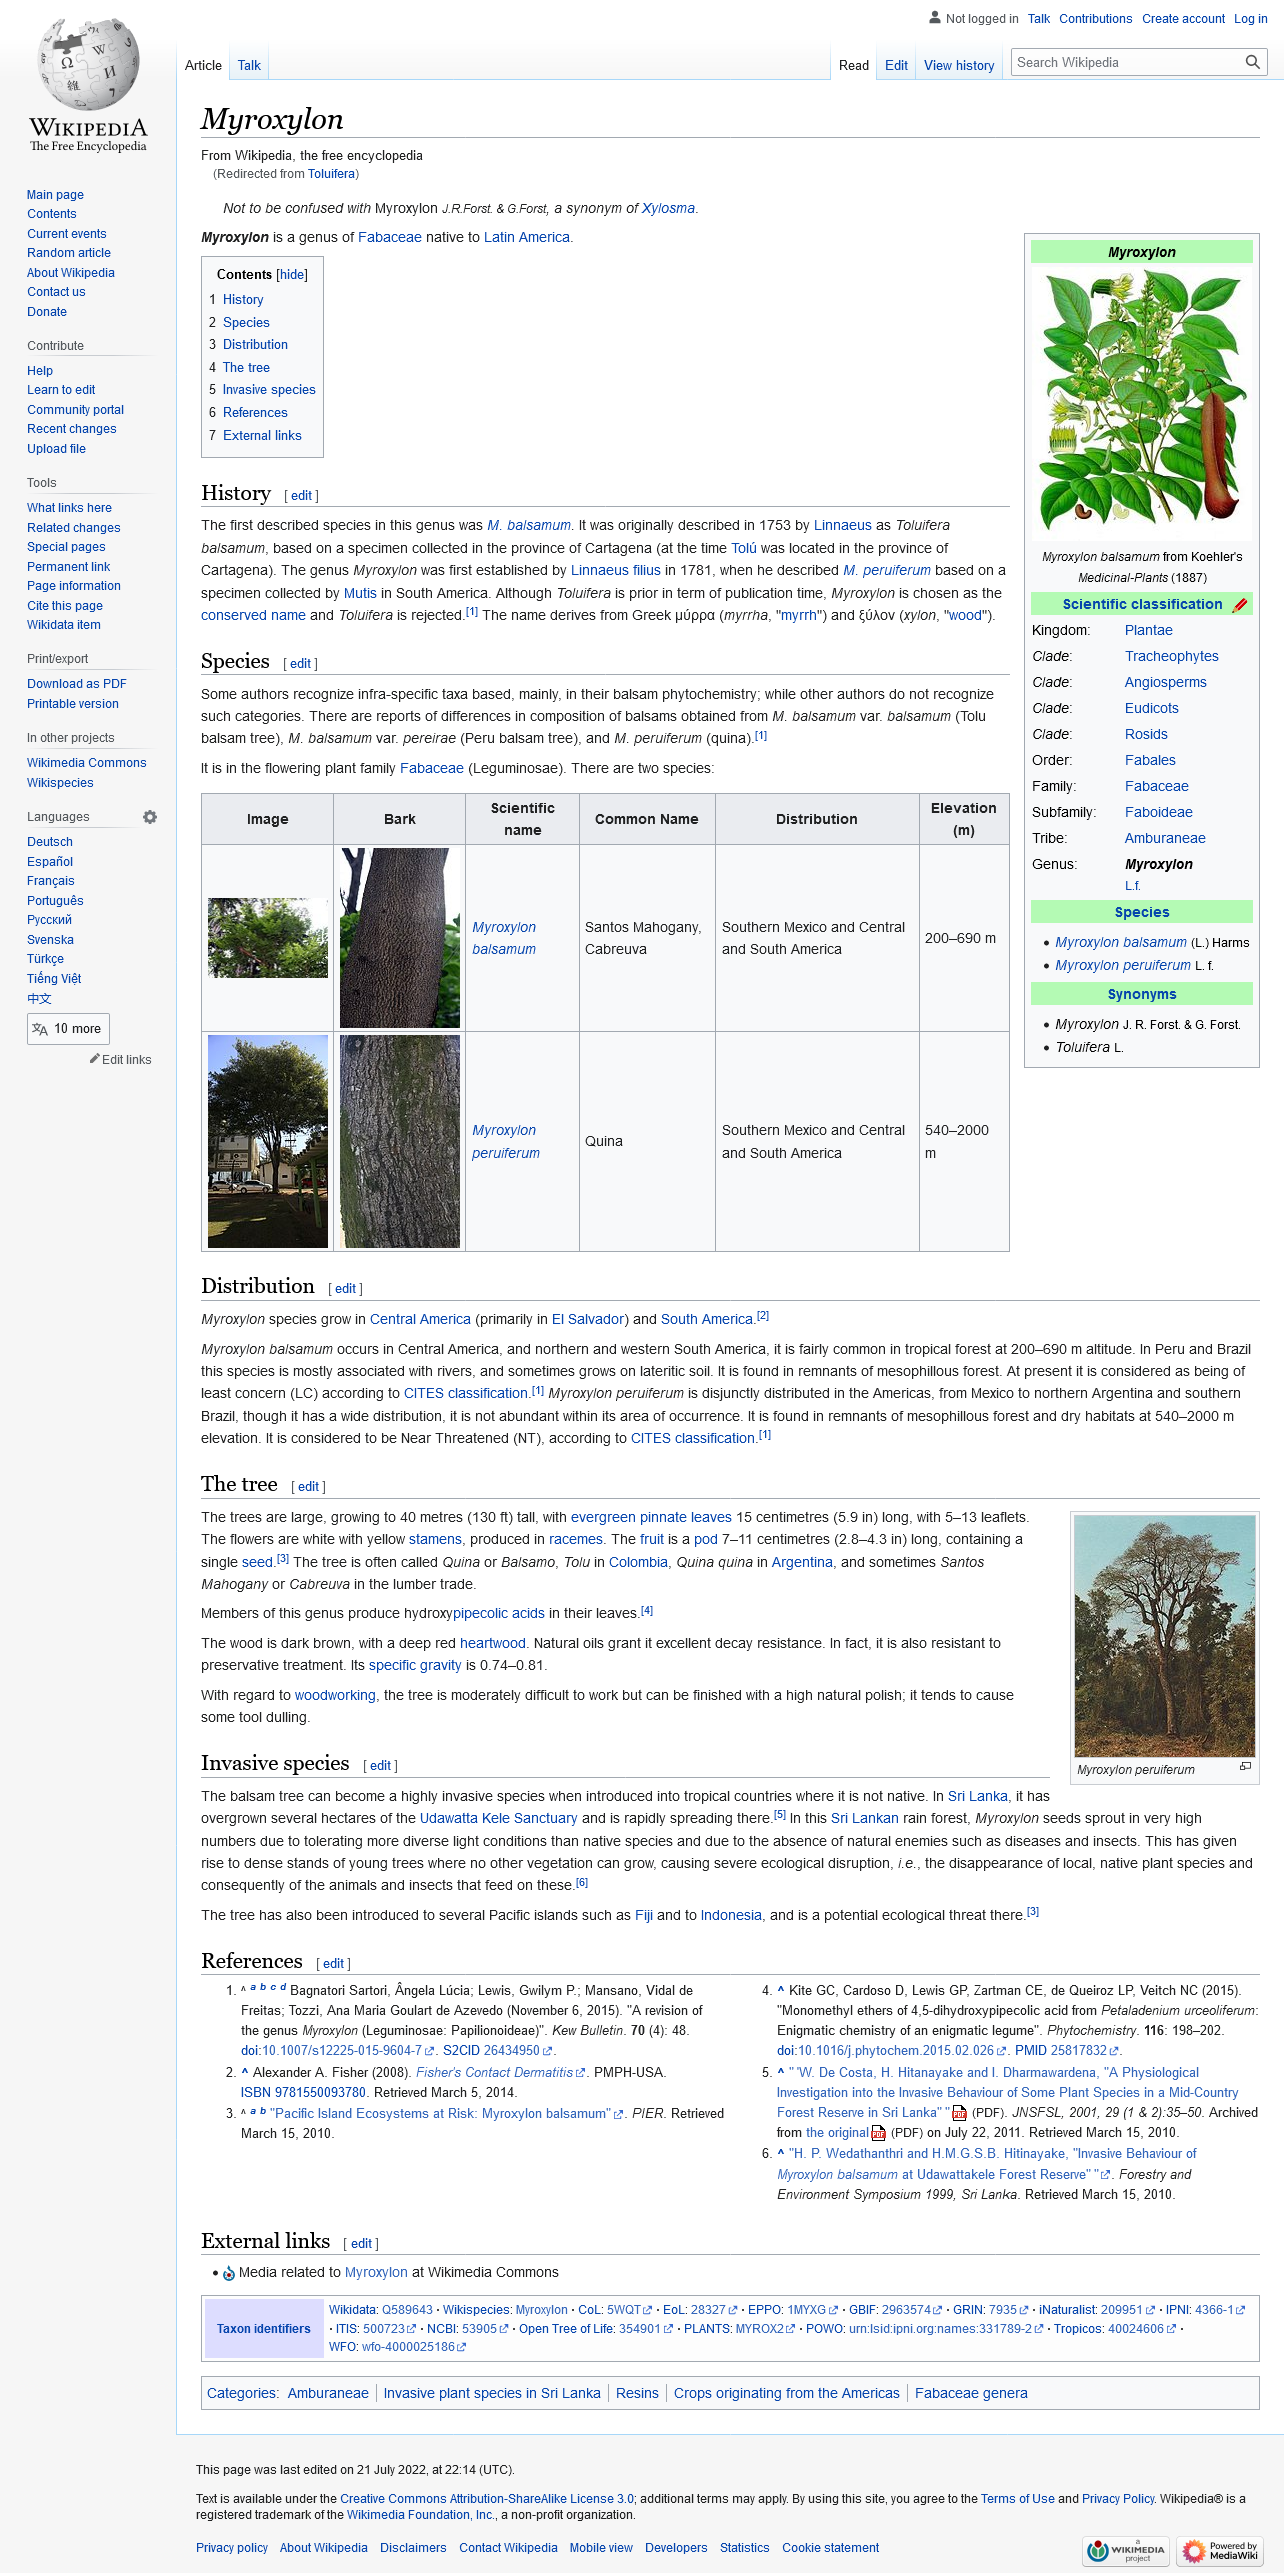 Not logged in Talk Contributions Create account Log in
Article Talk
Read Edit View history Search Wikipedia
WIKIPEDIA
The Free Encyclopedia
Main page
Contents
Current events
Random article
About Wikipedia
Contact us
Donate
Contribute
Help
Learn to edit
Community portal
Recent changes
Upload file
Tools
What links here
Related changes
Special pages
Permanent link
Page information
Cite this page
Wikidata item
Print/export
Download as PDF
Printable version
In other projects
Wikimedia Commons
Wikispecies
Languages
Deutsch
Español
Français
Português
Русский
Svenska
Türkçe
Tiếng Việt
中文
10 more
Edit links
Myroxylon
From Wikipedia, the free encyclopedia
(Redirected from Toluifera)
Not to be confused with Myroxylon J.R.Forst. & G.Forst, a synonym of Xylosma.
Myroxylon is a genus of Fabaceae native to Latin America.
Contents [hide]
1 History
2 Species
3 Distribution
4 The tree
5 Invasive species
6 References
7 External links
Myroxylon
Myroxylon balsamum from Koehler's
Medicinal-Plants (1887)
Scientific classification
Kingdom: Plantae
Clade: Tracheophytes
Clade: Angiosperms
Clade: Eudicots
Clade: Rosids
Order: Fabales
Family: Fabaceae
Subfamily: Faboideae
Tribe: Amburaneae
Genus: Myroxylon
L.f.
Species
• Myroxylon balsamum (L.) Harms
• Myroxylon peruiferum L. f.
Synonyms
• Myroxylon J. R. Forst. & G. Forst.
• Toluifera L.
History [ edit ]
The first described species in this genus was M. balsamum. It was originally described in 1753 by Linnaeus as Toluifera
balsamum, based on a specimen collected in the province of Cartagena (at the time Tolú was located in the province of
Cartagena). The genus Myroxylon was first established by Linnaeus filius in 1781, when he described M. peruiferum based on a
specimen collected by Mutis in South America. Although Toluifera is prior in term of publication time, Myroxylon is chosen as the
conserved name and Toluifera is rejected.[1] The name derives from Greek μύρρα (myrrha, "myrrh") and ξύλον (xylon, "wood").
Species [ edit ]
Some authors recognize infra-specific taxa based, mainly, in their balsam phytochemistry; while other authors do not recognize
such categories. There are reports of differences in composition of balsams obtained from M. balsamum var. balsamum (Tolu
balsam tree), M. balsamum var. pereirae (Peru balsam tree), and M. peruiferum (quina).[1]
It is in the flowering plant family Fabaceae (Leguminosae). There are two species:
Image Bark Scientific name Common Name Distribution Elevation (m)
Myroxylon balsamum Santos Mahogany, Cabreuva Southern Mexico and Central and South America 200–690 m
Myroxylon peruiferum Quina Southern Mexico and Central and South America 540–2000 m
Distribution [ edit ]
Myroxylon species grow in Central America (primarily in El Salvador) and South America.[2]
Myroxylon balsamum occurs in Central America, and northern and western South America, it is fairly common in tropical forest at 200–690 m altitude. In Peru and Brazil
this species is mostly associated with rivers, and sometimes grows on lateritic soil. It is found in remnants of mesophillous forest. At present it is considered as being of
least concern (LC) according to CITES classification.[1] Myroxylon peruiferum is disjunctly distributed in the Americas, from Mexico to northern Argentina and southern
Brazil, though it has a wide distribution, it is not abundant within its area of occurrence. It is found in remnants of mesophillous forest and dry habitats at 540–2000 m
elevation. It is considered to be Near Threatened (NT), according to CITES classification.[1]
The tree [ edit ]
The trees are large, growing to 40 metres (130 ft) tall, with evergreen pinnate leaves 15 centimetres (5.9 in) long, with 5–13 leaflets.
The flowers are white with yellow stamens, produced in racemes. The fruit is a pod 7–11 centimetres (2.8–4.3 in) long, containing a
single seed.[3] The tree is often called Quina or Balsamo, Tolu in Colombia, Quina quina in Argentina, and sometimes Santos
Mahogany or Cabreuva in the lumber trade.
Members of this genus produce hydroxypipecolic acids in their leaves.[4]
The wood is dark brown, with a deep red heartwood. Natural oils grant it excellent decay resistance. In fact, it is also resistant to
preservative treatment. Its specific gravity is 0.74–0.81.
With regard to woodworking, the tree is moderately difficult to work but can be finished with a high natural polish; it tends to cause
some tool dulling.
Myroxylon peruiferum
Invasive species [ edit ]
The balsam tree can become a highly invasive species when introduced into tropical countries where it is not native. In Sri Lanka, it has
overgrown several hectares of the Udawatta Kele Sanctuary and is rapidly spreading there.[5] In this Sri Lankan rain forest, Myroxylon seeds sprout in very high
numbers due to tolerating more diverse light conditions than native species and due to the absence of natural enemies such as diseases and insects. This has given
rise to dense stands of young trees where no other vegetation can grow, causing severe ecological disruption, i.e., the disappearance of local, native plant species and
consequently of the animals and insects that feed on these.[6]
The tree has also been introduced to several Pacific islands such as Fiji and to Indonesia, and is a potential ecological threat there.[3]
References [ edit ]
1. ^ a b c d Bagnatori Sartori, Ângela Lúcia; Lewis, Gwilym P.; Mansano, Vidal de
Freitas; Tozzi, Ana Maria Goulart de Azevedo (November 6, 2015). "A revision of
the genus Myroxylon (Leguminosae: Papilionoideae)". Kew Bulletin. 70 (4): 48.
doi:10.1007/s12225-015-9604-7. S2CID 26434950.
2. ^ Alexander A. Fisher (2008). Fisher's Contact Dermatitis. PMPH-USA.
ISBN 9781550093780. Retrieved March 5, 2014.
3. ^ a b "Pacific Island Ecosystems at Risk: Myroxylon balsamum". PIER. Retrieved
March 15, 2010.
4. ^ Kite GC, Cardoso D, Lewis GP, Zartman CE, de Queiroz LP, Veitch NC (2015).
"Monomethyl ethers of 4,5-dihydroxypipecolic acid from Petaladenium urceoliferum:
Enigmatic chemistry of an enigmatic legume". Phytochemistry. 116: 198–202.
doi:10.1016/j.phytochem.2015.02.026. PMID 25817832.
5. ^ " 'W. De Costa, H. Hitanayake and I. Dharmawardena, "A Physiological
Investigation into the Invasive Behaviour of Some Plant Species in a Mid-Country
Forest Reserve in Sri Lanka" " (PDF). JNSFSL, 2001, 29 (1 & 2):35–50. Archived
from the original (PDF) on July 22, 2011. Retrieved March 15, 2010.
6. ^ "H. P. Wedathanthri and H.M.G.S.B. Hitinayake, "Invasive Behaviour of
Myroxylon balsamum at Udawattakele Forest Reserve" ". Forestry and
Environment Symposium 1999, Sri Lanka. Retrieved March 15, 2010.
External links [ edit ]
• Media related to Myroxylon at Wikimedia Commons
Taxon identifiers
Wikidata: Q589643 · Wikispecies: Myroxylon · CoL: 5WQT · EoL: 28327 · EPPO: 1MYXG · GBIF: 2963574 · GRIN: 7935 · iNaturalist: 209951 · IPNI: 4366-1
· ITIS: 500723 · NCBI: 53905 · Open Tree of Life: 354901 · PLANTS: MYROX2 · POWO: urn:lsid:ipni.org:names:331789-2 · Tropicos: 40024606 ·
WFO: wfo-4000025186
Categories: Amburaneae | Invasive plant species in Sri Lanka | Resins | Crops originating from the Americas | Fabaceae genera
This page was last edited on 21 July 2022, at 22:14 (UTC).
Text is available under the Creative Commons Attribution-ShareAlike License 3.0; additional terms may apply. By using this site, you agree to the Terms of Use and Privacy Policy. Wikipedia® is a
registered trademark of the Wikimedia Foundation, Inc., a non-profit organization.
Privacy policy About Wikipedia Disclaimers Contact Wikipedia Mobile view Developers Statistics Cookie statement
a WIKIMEDIA project
Powered by MediaWiki